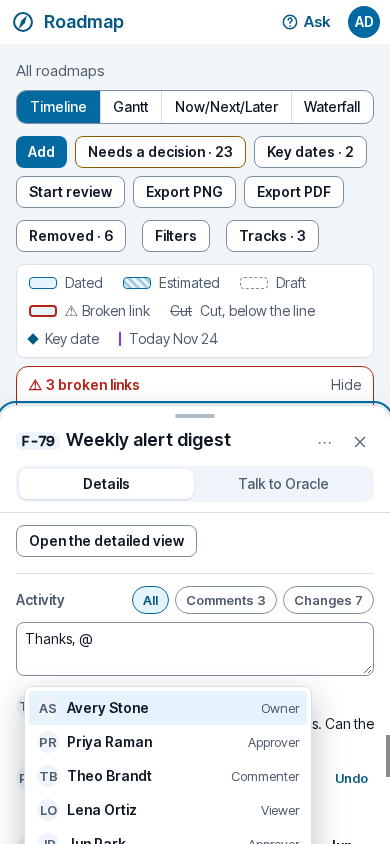 Roadmap
Ask
AD
All roadmaps
Timeline Gantt Now/Next/Later Waterfall
Add Needs a decision · 23 Key dates · 2
Start review Export PNG Export PDF
Removed · 6 Filters Tracks · 3
Dated Estimated Draft
⚠ Broken link Cut Cut, below the line
Key date Today Nov 24
⚠ 3 broken links Hide
F-79 Weekly alert digest ...
Details Talk to Oracle
Open the detailed view
Activity All Comments 3 Changes 7
Thanks, @
AS Avery Stone Owner
s. Can the
PR Priya Raman Approver
TB Theo Brandt Commenter
Undo
LO Lena Ortiz Viewer